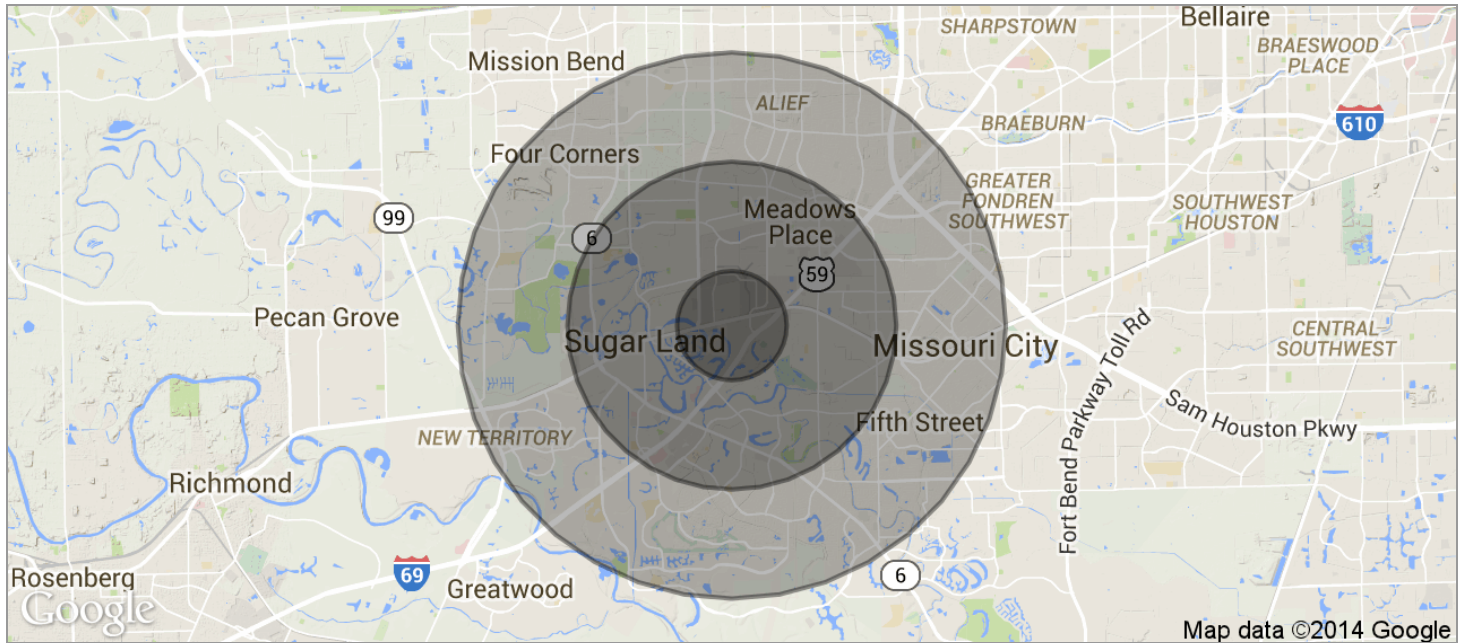 SHARPSTOWN
Bellaire
BRAESWOOD
PLACE
Mission Bend
ALIEF
BRAEBURN
610
Four Corners
GREATER
PONDREN
SOUTHWEST
SOUTHWEST
HOUSTON
99
6
Meadows
Place
59
Pecan Grove
Sugar Land
Missouri City
CENTRAL
SOUTHWEST
Fort Bend Parkway Toll Rd
Sam Houston Pkwy
Fifth Street
NEW TERRITORY
Richmond
Rosenberg
69
Greatwood
6
Google
Map data ©2014 Google